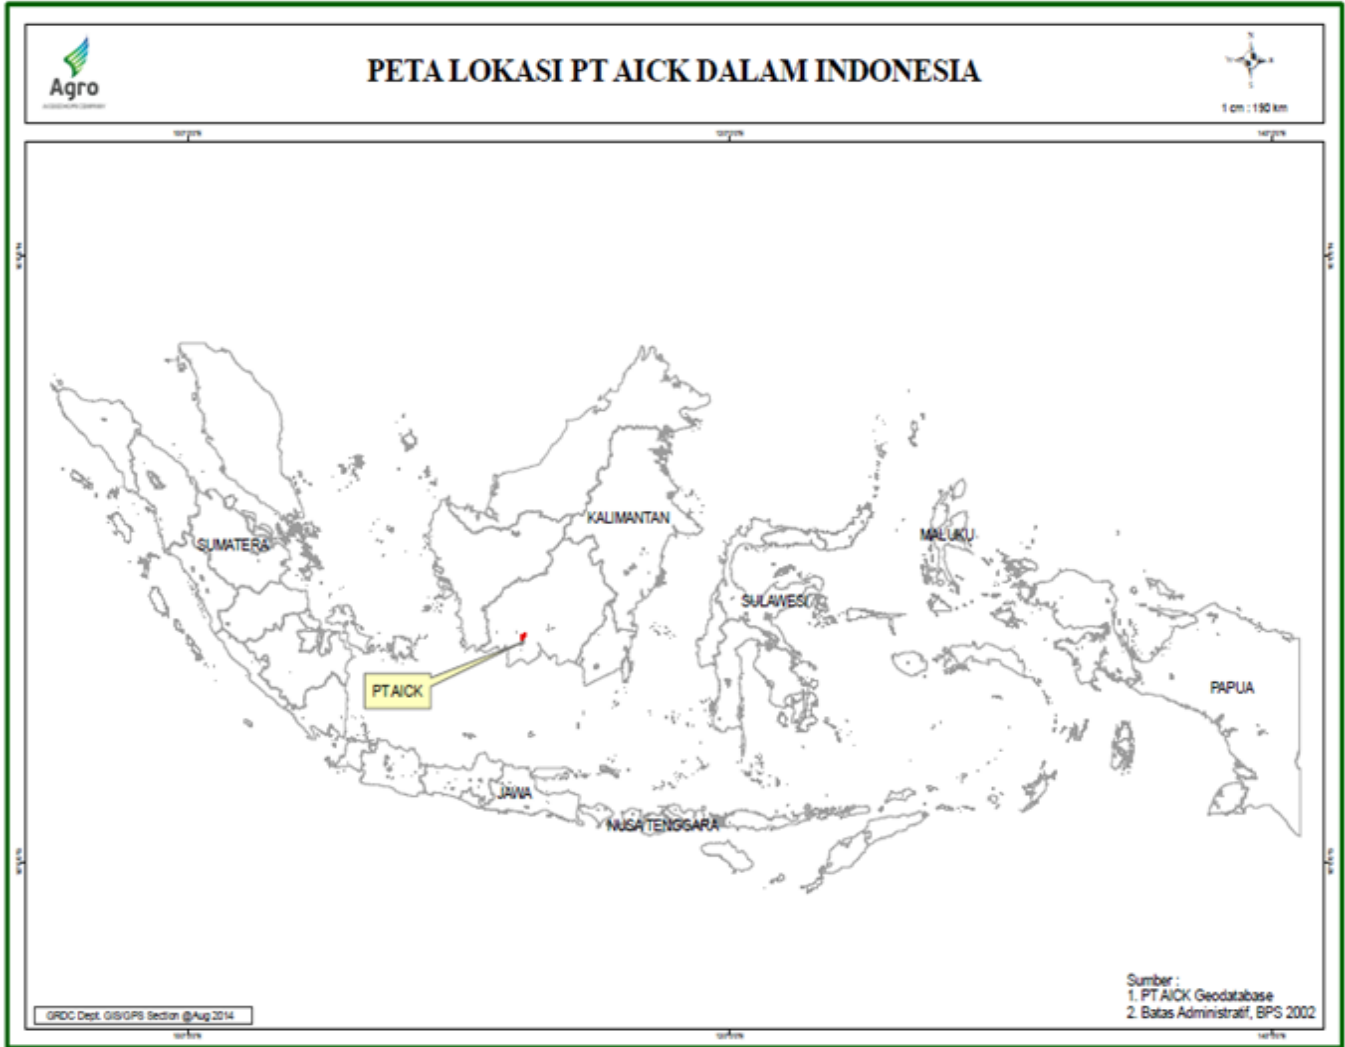 PETA LOKASI PT AICK DALAM INDONESIA
Agro
1 cm : 190 km
KALIMANTAN
MALUKU
SUMATERA
SULAWESI
PT AICK
PAPUA
JAWA
NUSA TENGGARA
Sumber :
1. PT AICK Geodatabase
2. Batas Administratif, BPS 2002
GRDC Dept. GIS/GPS Section @Aug 2014